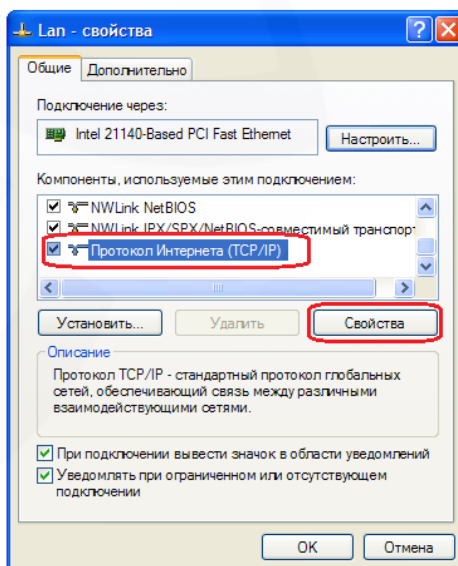 Lan - свойства
Общие
Дополнительно
Подключение через:
Intel 21140-Based PCI Fast Ethernet
Настроить...
Компоненты, используемые этим подключением:
NWLink NetBIOS
NWLink IPX/SPX/NetBIOS-совместимый транспорт
Протокол Интернета (TCP/IP)
Установить...
Удалить
Свойства
Описание
Протокол TCP/IP - стандартный протокол глобальных
сетей, обеспечивающий связь между различными
взаимодействующими сетями.
При подключении вывести значок в области уведомлений
Уведомлять при ограниченном или отсутствующем
подключении
ОК
Отмена